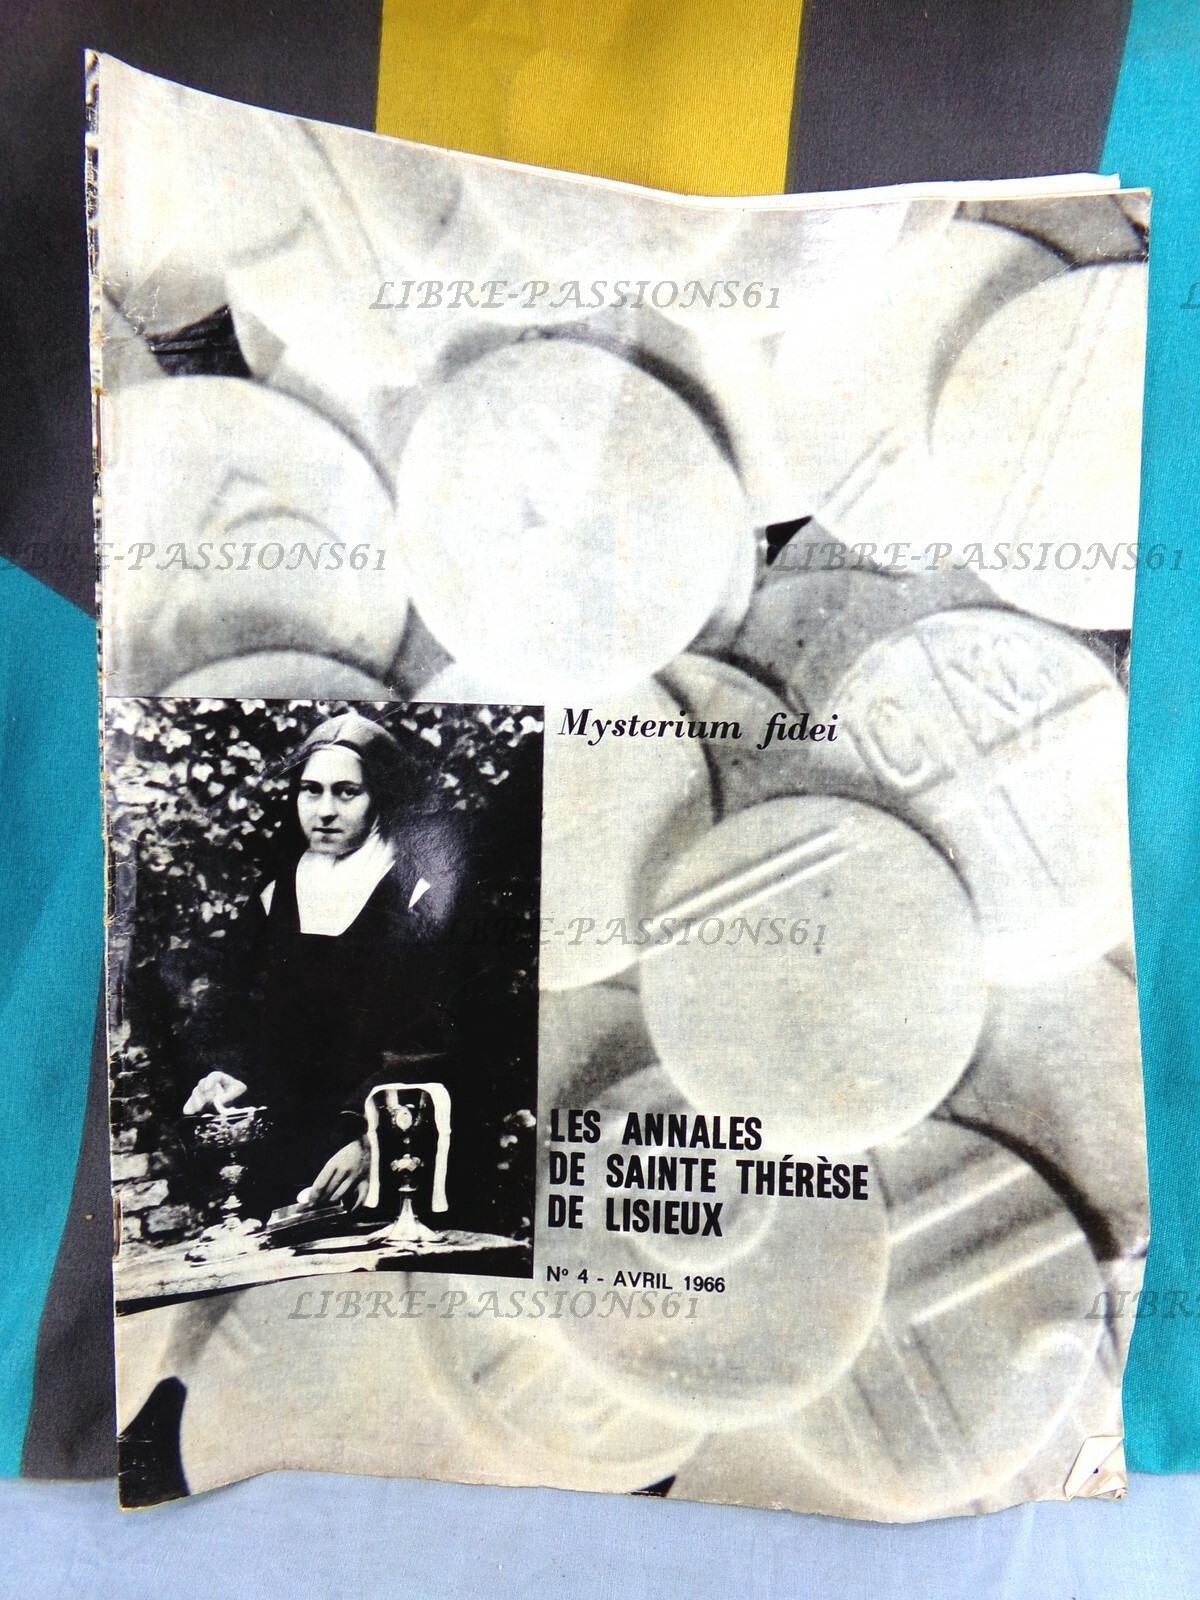 LIBRE-PASSIONS61
LIBRE-PASSIONS61
LIBRE-PASSIONS61
Mysterium fidei
LIBRE-PASSIONS61
LES ANNALES
DE SAINTE THÉRÈSE
DE LISIEUX
Nº 4 - AVRIL 1966
LIBRE-PASSIONS61